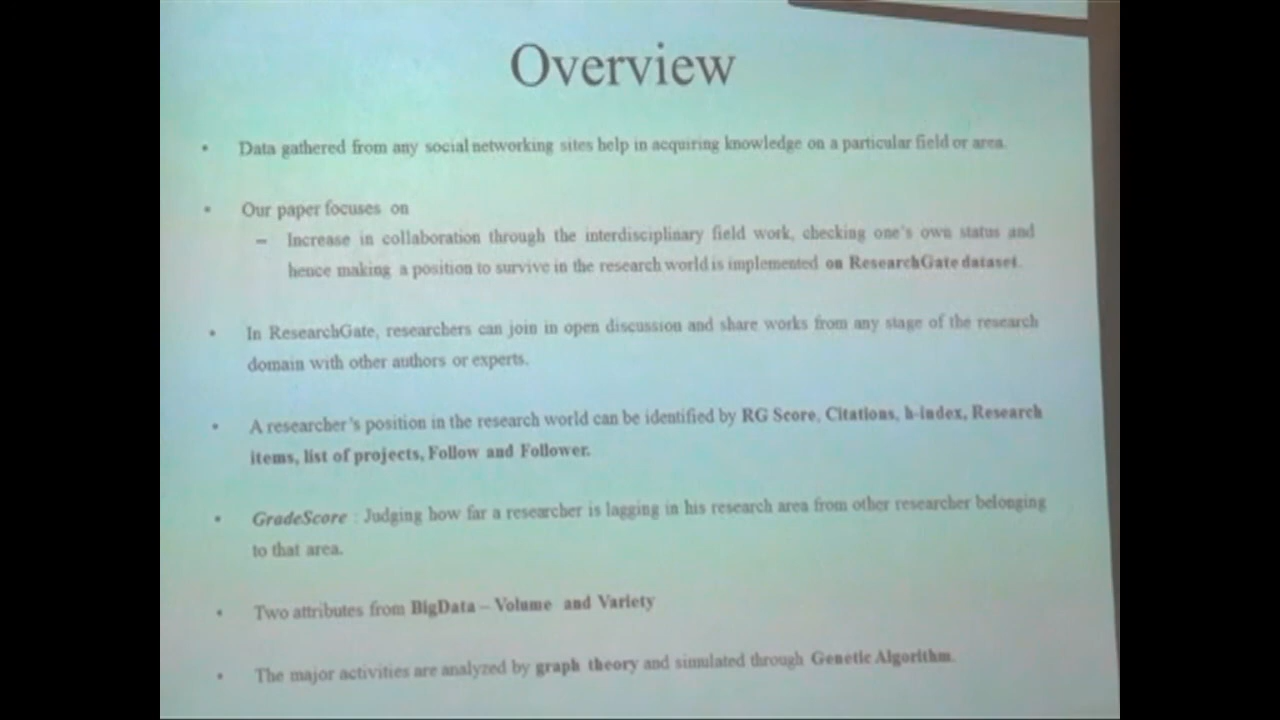 Overview
• Data gathered from any social networking sites help in acquiring knowledge on a particular field or area.
• Our paper focuses on
– Increase in collaboration through the interdisciplinary field work, checking one's own status and
hence making a position to survive in the research world is implemented on ResearchGate dataset.
• In ResearchGate, researchers can join in open discussion and share works from any stage of the research
domain with other authors or experts.
• A researcher's position in the research world can be identified by RG Score, Citations, h-index, Research
items, list of projects, Follow and Follower.
• GradeScore : Judging how far a researcher is lagging in his research area from other researcher belonging
to that area.
• Two attributes from BigData – Volume and Variety
• The major activities are analyzed by graph theory and simulated through Genetic Algorithm.